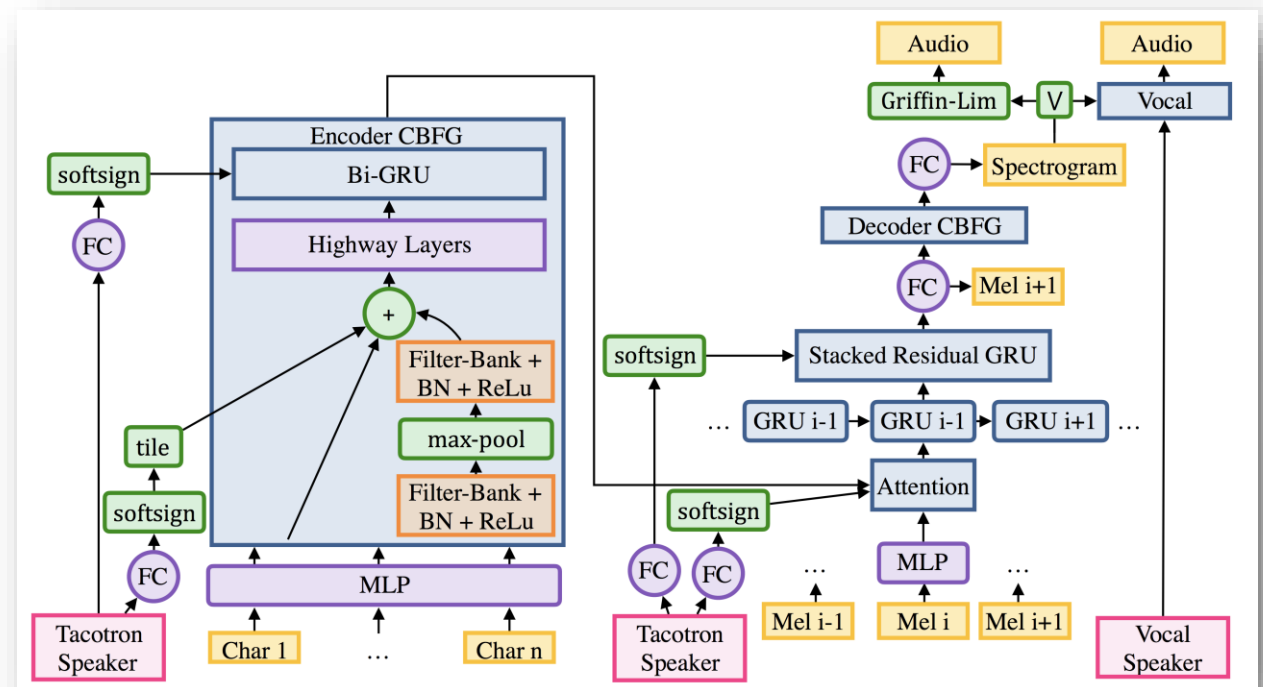 Audio
Audio
Griffin-Lim
V
Vocal
FC
Spectrogram
Decoder CBFG
FC
Mel i+1
Encoder CBFG
softsign
Bi-GRU
FC
Highway Layers
+
Filter-Bank +
BN + ReLu
max-pool
Filter-Bank +
BN + ReLu
tile
softsign
FC
MLP
Tacotron
Speaker
Char 1
...
Char n
softsign
Stacked Residual GRU
... GRU i-1
GRU i-1
GRU i+1 ...
Attention
softsign
FC
FC
MLP
...
...
Mel i-1
Mel i
Mel i+1
Tacotron
Speaker
Vocal
Speaker